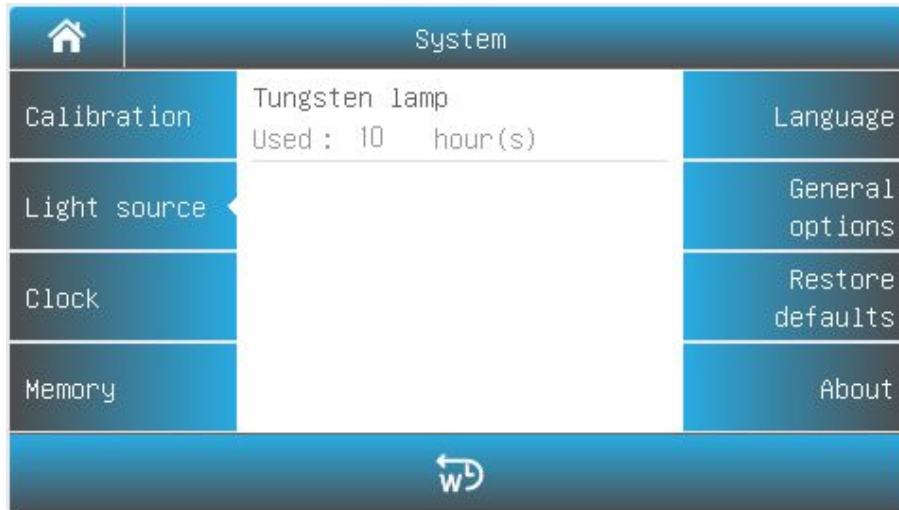 System
Calibration
Light source
Clock
Memory
Tungsten lamp
Used : 10 hour(s)
Language
General
options
Restore
defaults
About
W